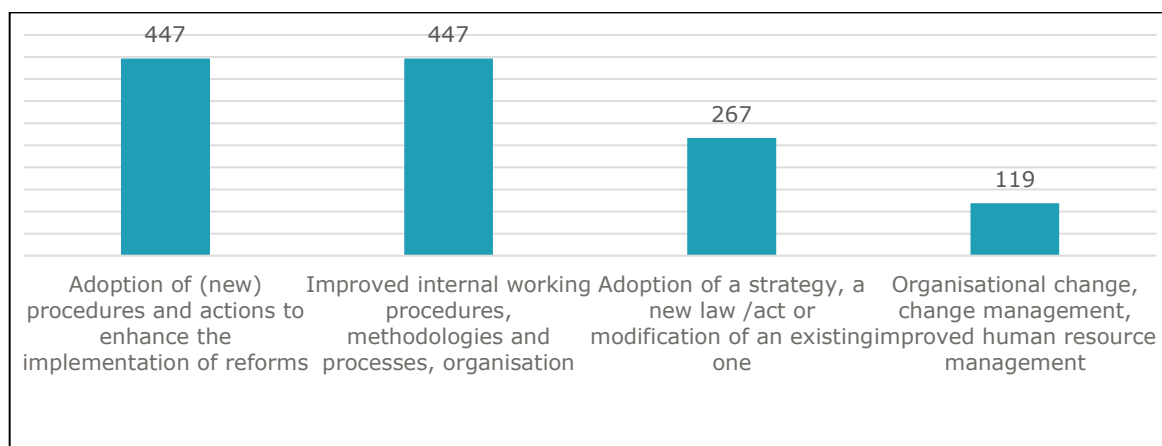 447
447
267
119
Adoption of (new)
procedures and actions to
enhance the
implementation of reforms
Improved internal working
procedures,
methodologies and
processes, organisation
Adoption of a strategy, a
new law /act or
modification of an existing
one
Organisational change,
change management,
improved human resource
management